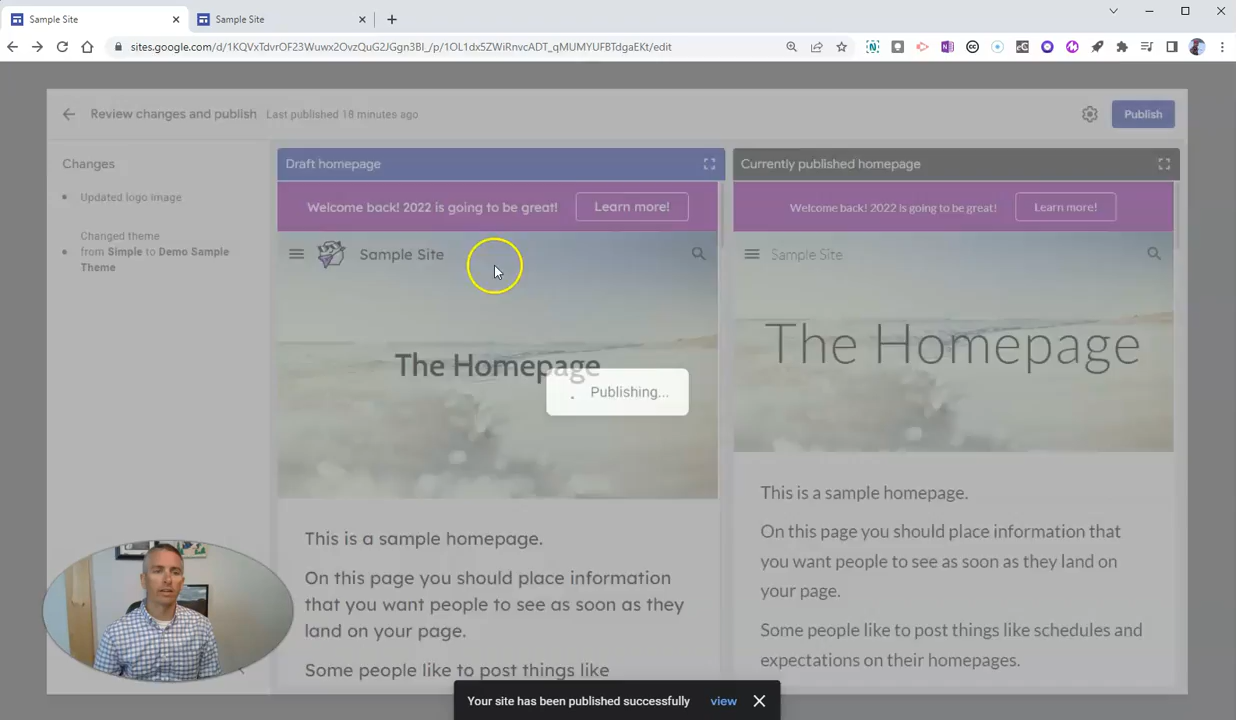 Sample Site
Sample Site
sites.google.com/d/1KQVxTdvrOF23Wuwx2OvzQuG2JGgn3BI_/p/1OL1dx5ZWiRnvcADT_qMUMYUFBTdgaEKt/edit
Review changes and publish
Last published 18 minutes ago
Publish
Changes
Updated logo image
Changed theme
from Simple to Demo Sample
Theme
Draft homepage
Welcome back! 2022 is going to be great!
Learn more!
Sample Site
The Homepage
This is a sample homepage.
On this page you should place information
that you want people to see as soon as they
land on your page.
Some people like to post things like
Currently published homepage
Welcome back! 2022 is going to be great!
Learn more!
Sample Site
The Homepage
This is a sample homepage.
On this page you should place information that
you want people to see as soon as they land on
your page.
Some people like to post things like schedules and
expectations on their homepages.
Publishing...
Your site has been published successfully
view